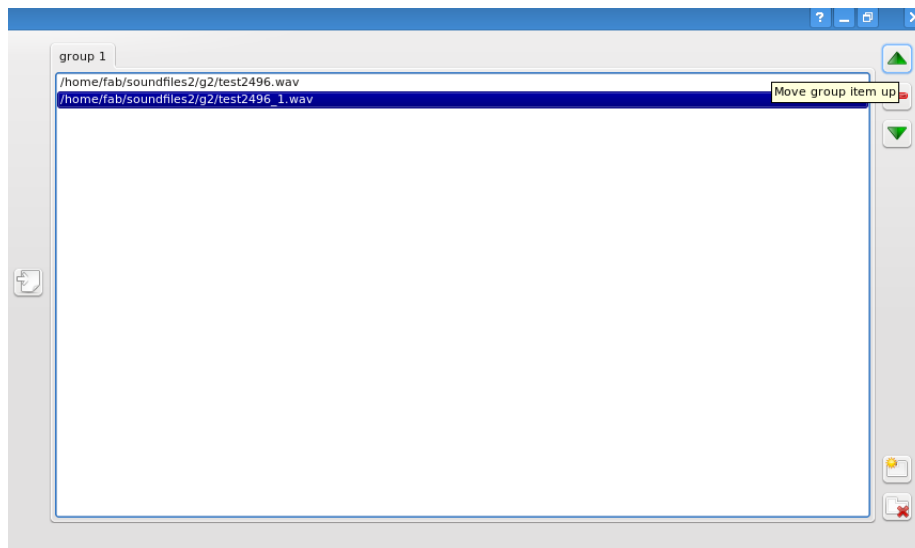 group 1
/home/fab/soundfiles2/g2/test2496.wav
/home/fab/soundfiles2/g2/test2496_1.wav
Move group item up